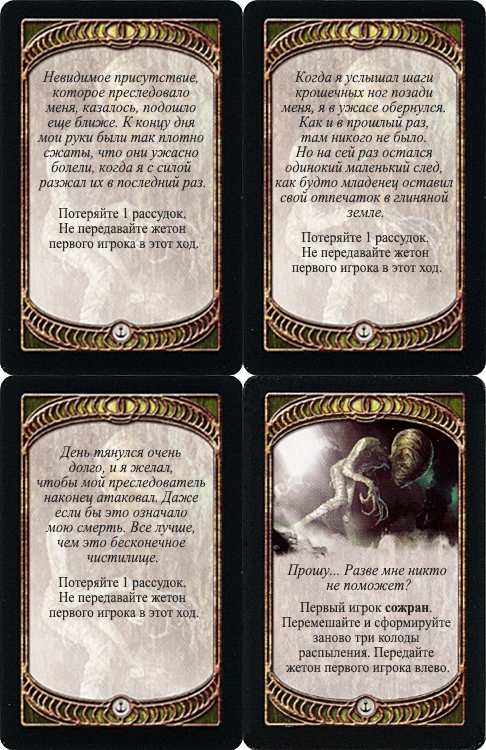 Невидимое присутствие,
которое преследовало
меня, казалось, подошло
еще ближе. К концу дня
мои руки были так плотно
сжаты, что они ужасно
болели, когда я с силой
разжал их в последний раз.
Потеряйте 1 рассудок.
Не передавайте жетон
первого игрока в этот ход.
Когда я услышал шаги
крошечных ног позади
меня, я в ужасе обернулся.
Как и в прошлый раз,
там никого не было.
Но на сей раз остался
одинокий маленький след,
как будто младенец оставил
свой отпечаток в глиняной
земле.
Потеряйте 1 рассудок.
Не передавайте жетон
первого игрока в этот ход.
День тянулся очень
долго, и я желал,
чтобы мой преследователь
наконец атаковал. Даже
если бы это означало
мою смерть. Все лучше,
чем это бесконечное
чистилище.
Потеряйте 1 рассудок.
Не передавайте жетон
первого игрока в этот ход.
Прошу... Разве мне никто
не поможет?
Первый игрок сожран.
Перемешайте и сформируйте
заново три колоды
распыления. Передайте
жетон первого игрока влево.